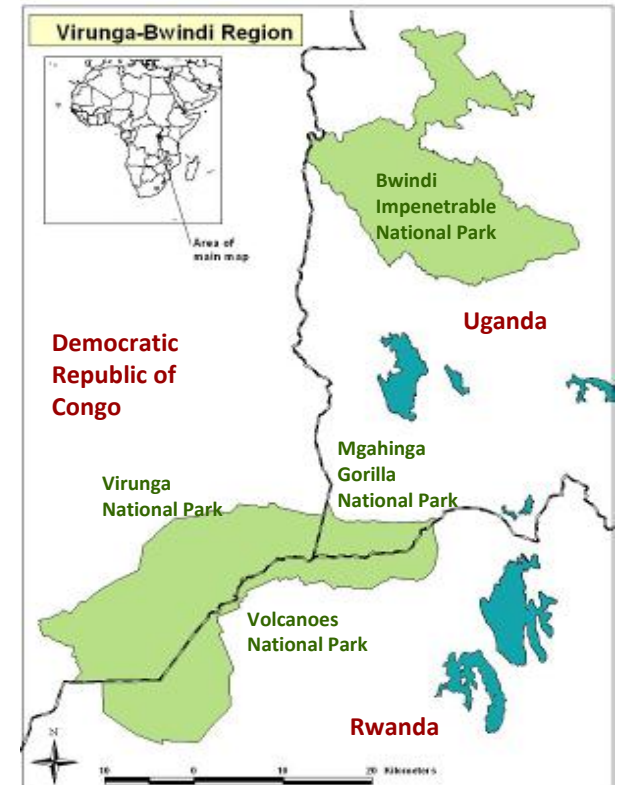 Virunga-Bwindi Region
Area of
main map
Bwindi
Impenetrable
National Park
Uganda
Democratic
Republic of
Congo
Mgahinga
Gorilla
National Park
Virunga
National Park
Volcanoes
National Park
Rwanda
N
10 0 10 20 Kilometers